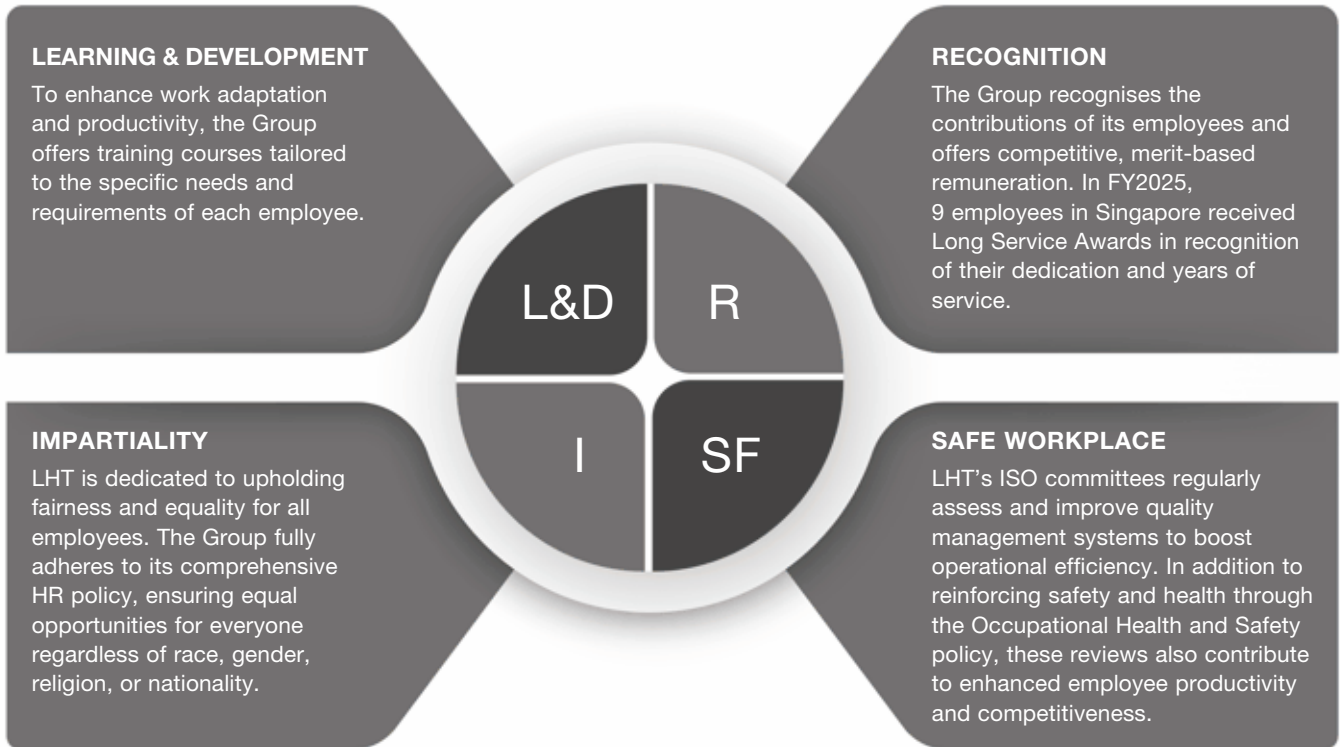 LEARNING & DEVELOPMENT
To enhance work adaptation
and productivity, the Group
offers training courses tailored
to the specific needs and
requirements of each employee.
RECOGNITION
The Group recognises the
contributions of its employees and
offers competitive, merit-based
remuneration. In FY2025,
9 employees in Singapore received
Long Service Awards in recognition
of their dedication and years of
service.
L&D
R
I
SF
IMPARTIALITY
LHT is dedicated to upholding
fairness and equality for all
employees. The Group fully
adheres to its comprehensive
HR policy, ensuring equal
opportunities for everyone
regardless of race, gender,
religion, or nationality.
SAFE WORKPLACE
LHT’s ISO committees regularly
assess and improve quality
management systems to boost
operational efficiency. In addition to
reinforcing safety and health through
the Occupational Health and Safety
policy, these reviews also contribute
to enhanced employee productivity
and competitiveness.